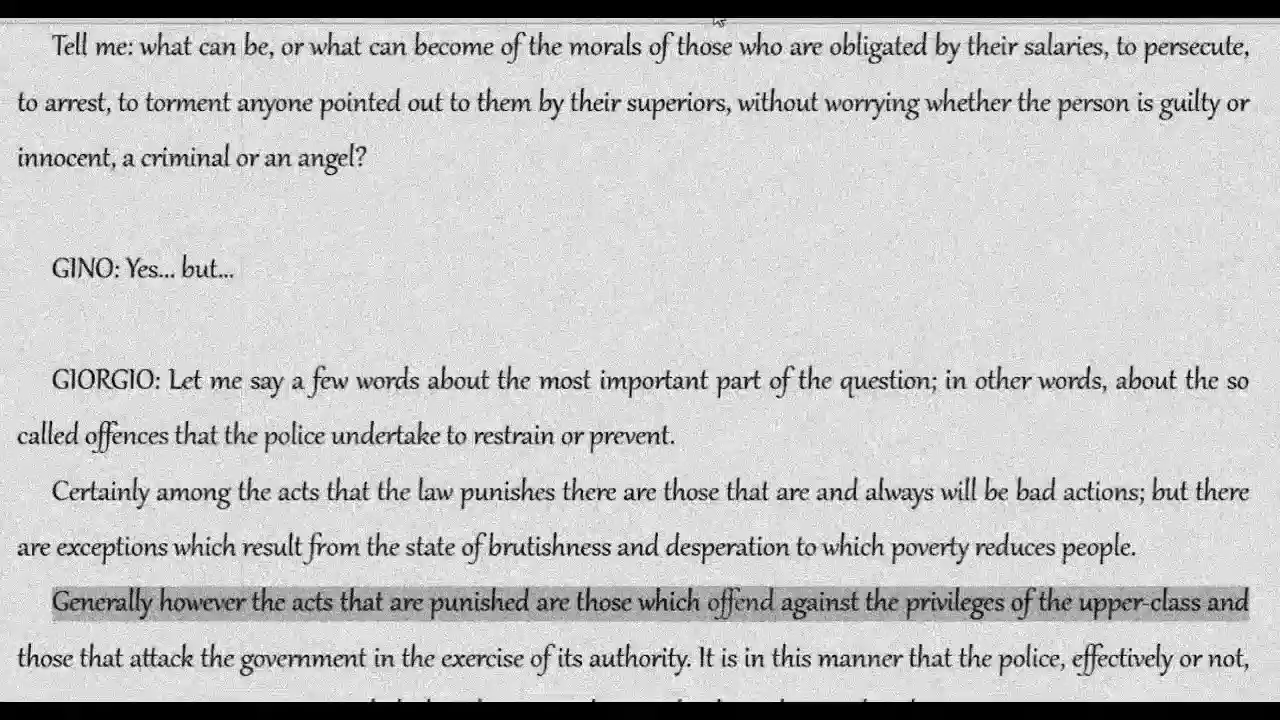 Tell me: what can be, or what can become of the morals of those who are obligated by their salaries, to persecute,
to arrest, to torment anyone pointed out to them by their superiors, without worrying whether the person is guilty or
innocent, a criminal or an angel?
GINO: Yes... but...
GIORGIO: Let me say a few words about the most important part of the question; in other words, about the so
called offences that the police undertake to restrain or prevent.
Certainly among the acts that the law punishes there are those that are and always will be bad actions; but there
are exceptions which result from the state of brutishness and desperation to which poverty reduces people.
Generally however the acts that are punished are those which offend against the privileges of the upper-class and
those that attack the government in the exercise of its authority. It is in this manner that the police, effectively or not,